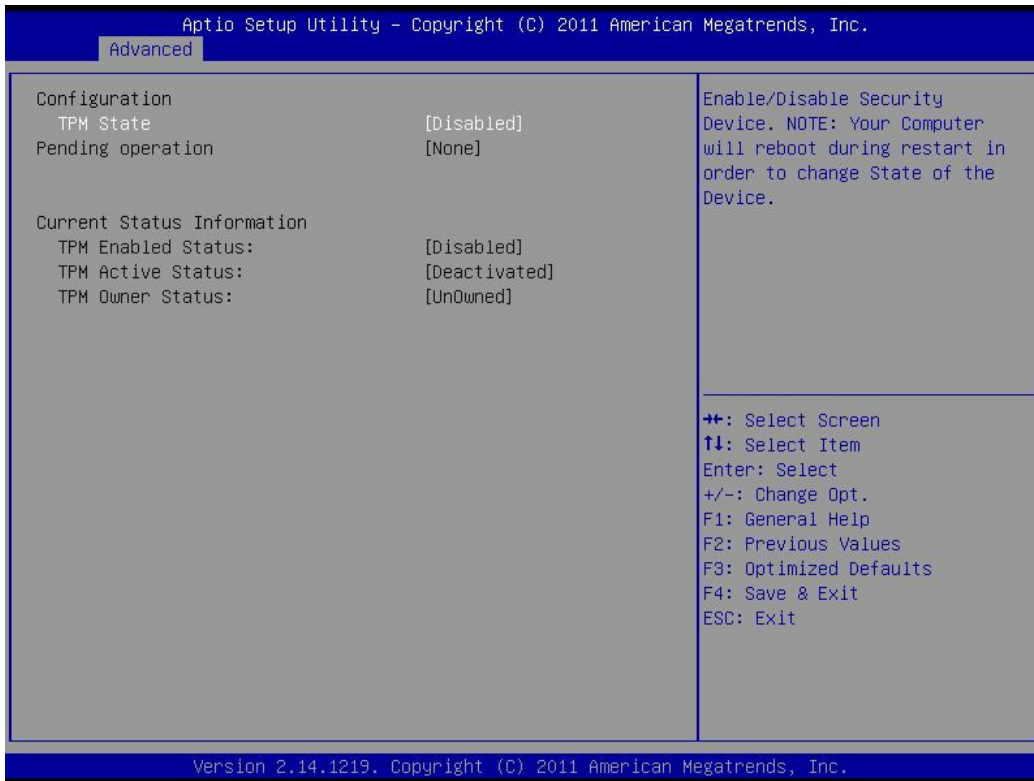 Aptio Setup Utility – Copyright (C) 2011 American Megatrends, Inc.
Advanced
Configuration
TPM State [Disabled]
Pending operation [None]
Current Status Information
TPM Enabled Status: [Disabled]
TPM Active Status: [Deactivated]
TPM Owner Status: [UnOwned]
Enable/Disable Security
Device. NOTE: Your Computer
will reboot during restart in
order to change State of the
Device.
→←: Select Screen
↑↓: Select Item
Enter: Select
+/-: Change Opt.
F1: General Help
F2: Previous Values
F3: Optimized Defaults
F4: Save & Exit
ESC: Exit
Version 2.14.1219. Copyright (C) 2011 American Megatrends, Inc.